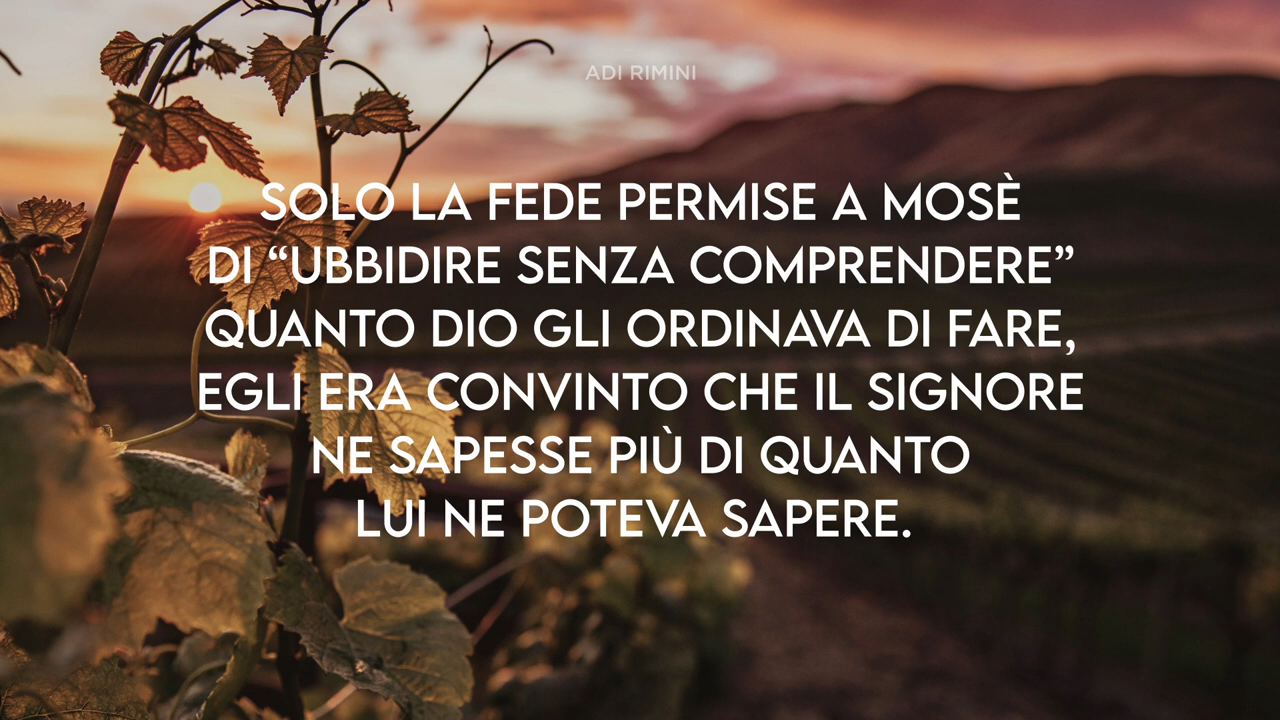 ADI RIMINI
SOLO LA FEDE PERMISE A MOSÈ
DI “UBBIDIRE SENZA COMPRENDERE”
QUANTO DIO GLI ORDINAVA DI FARE,
EGLI ERA CONVINTO CHE IL SIGNORE
NE SAPESSE PIÙ DI QUANTO
LUI NE POTEVA SAPERE.